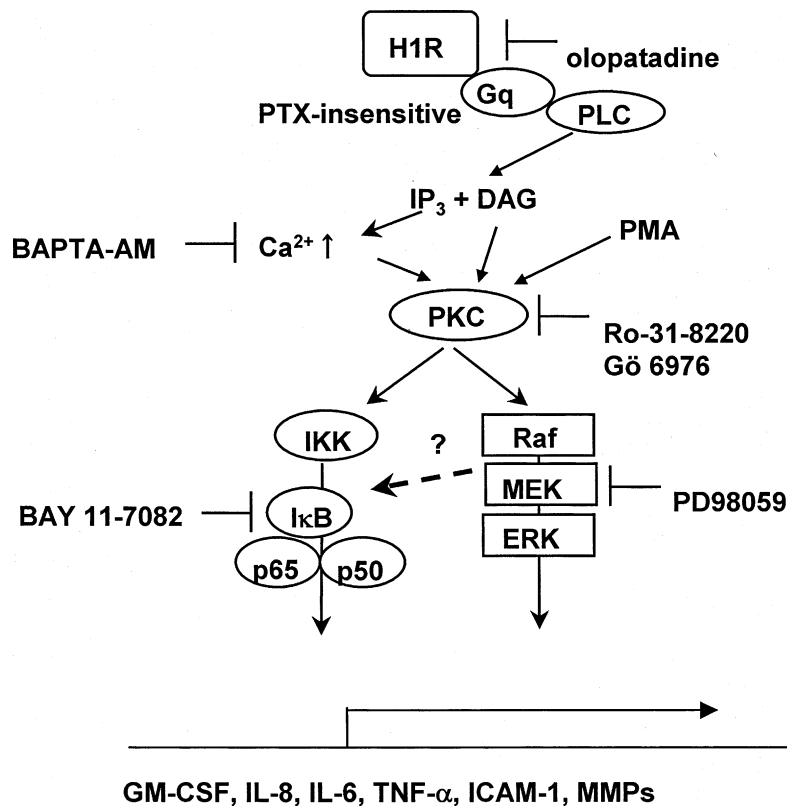 H1R
olopatadine
Gq
PTX-insensitive
PLC
IP3 + DAG
PMA
BAPTA-AM
Ca2+ ↑
PKC
Ro-31-8220
Gö 6976
IKK
?
Raf
MEK
PD98059
BAY 11-7082
IκB
ERK
p65
p50
GM-CSF, IL-8, IL-6, TNF-α, ICAM-1, MMPs